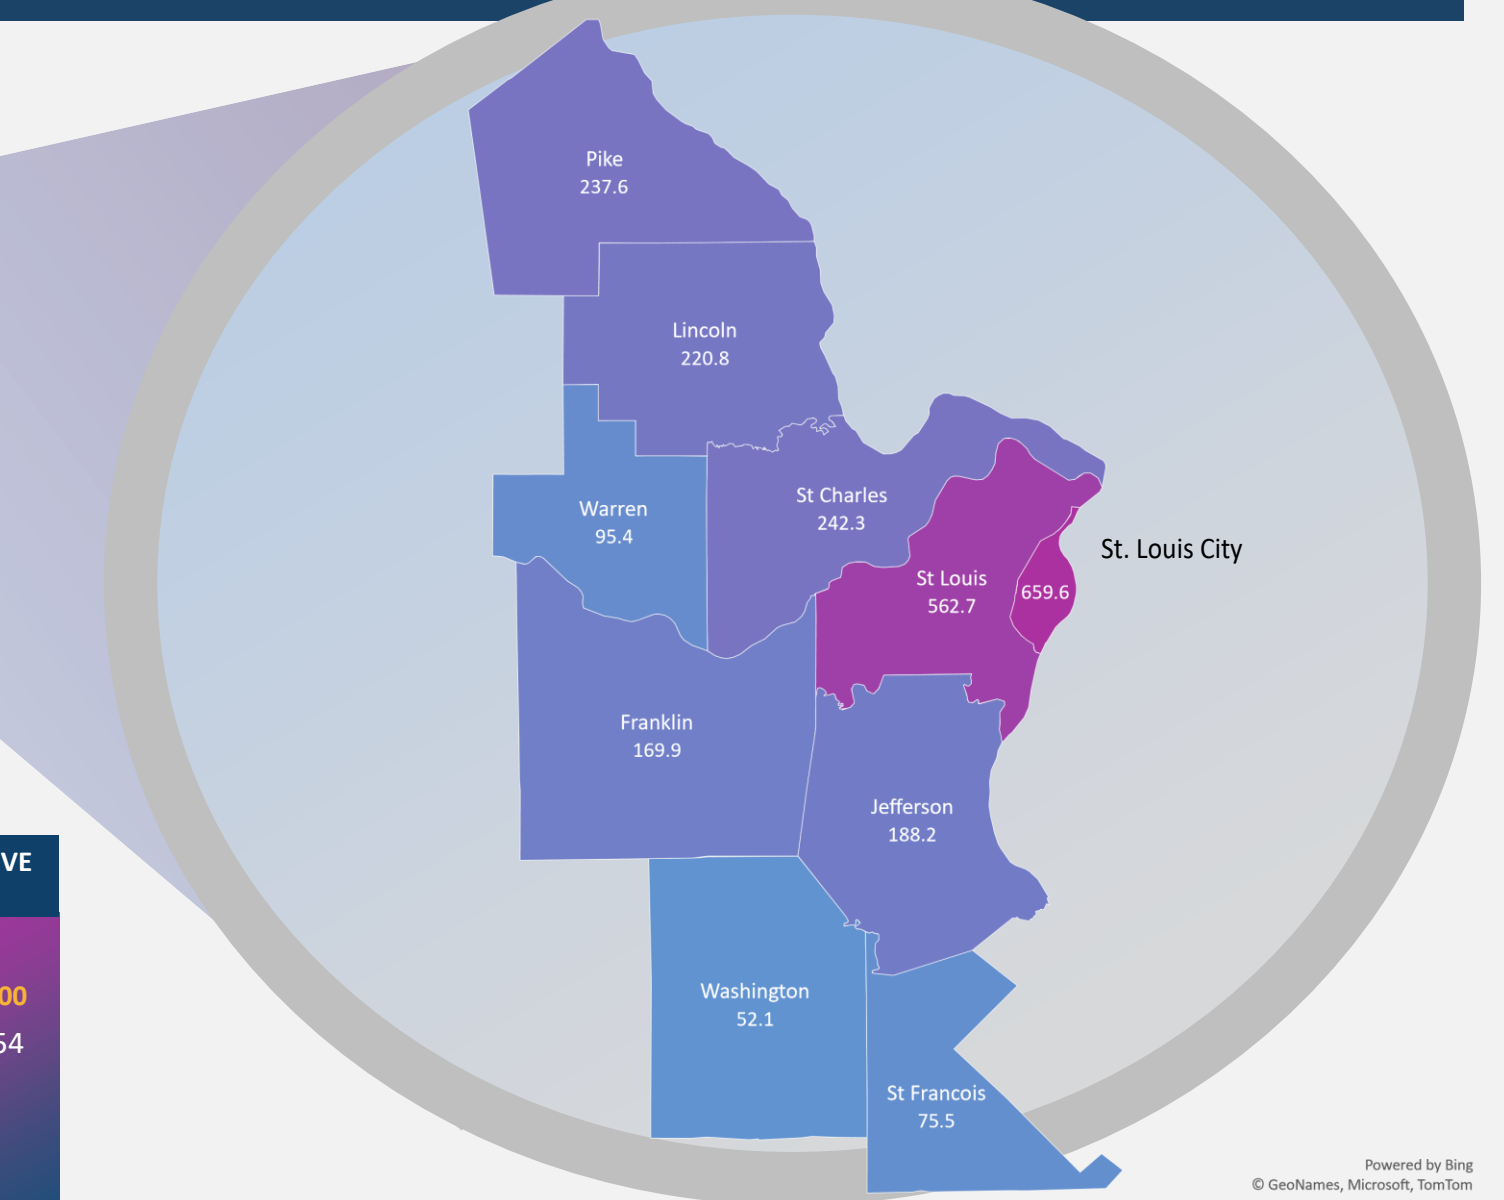 Pike
237.6
Lincoln
220.8
Warren
95.4
St Charles
242.3
St. Louis City
St Louis
562.7
659.6
Franklin
169.9
Jefferson
188.2
VE
00
54
Washington
52.1
St Francois
75.5
Powered by Bing
© GeoNames, Microsoft, TomTom